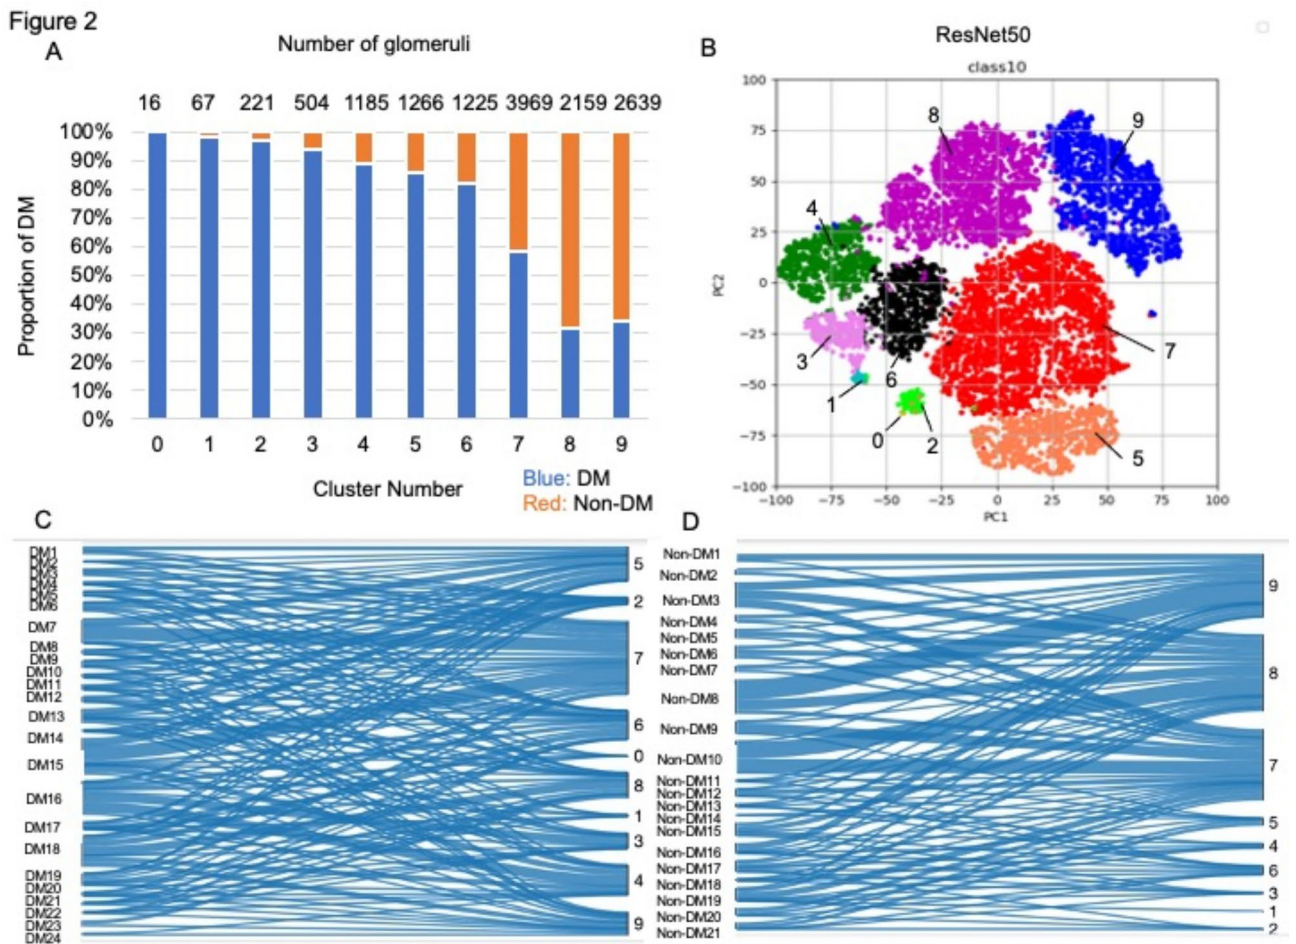 Figure 2
A
Number of glomeruli
16 67 221 504 1185 1266 1225 3969 2159 2639
100%
90%
80%
70%
60%
50%
40%
30%
20%
10%
0%
Proportion of DM
0 1 2 3 4 5 6 7 8 9
Cluster Number
Blue: DM
Red: Non-DM
B
ResNet50
class10
100
75
50
25
0
−25
−50
−75
−100
PC2
8
9
4
3
6
7
1
0
2
5
−100 −75 −50 −25 0 25 50 75 100
PC1
C
DM1
DM2
DM3
DM4
DM5
DM6
DM7
DM8
DM9
DM10
DM11
DM12
DM13
DM14
DM15
DM16
DM17
DM18
DM19
DM20
DM21
DM22
DM23
DM24
5
2
7
6
0
8
1
3
4
9
D
Non-DM1
Non-DM2
Non-DM3
Non-DM4
Non-DM5
Non-DM6
Non-DM7
Non-DM8
Non-DM9
Non-DM10
Non-DM11
Non-DM12
Non-DM13
Non-DM14
Non-DM15
Non-DM16
Non-DM17
Non-DM18
Non-DM19
Non-DM20
Non-DM21
9
8
7
5
4
6
3
1
2